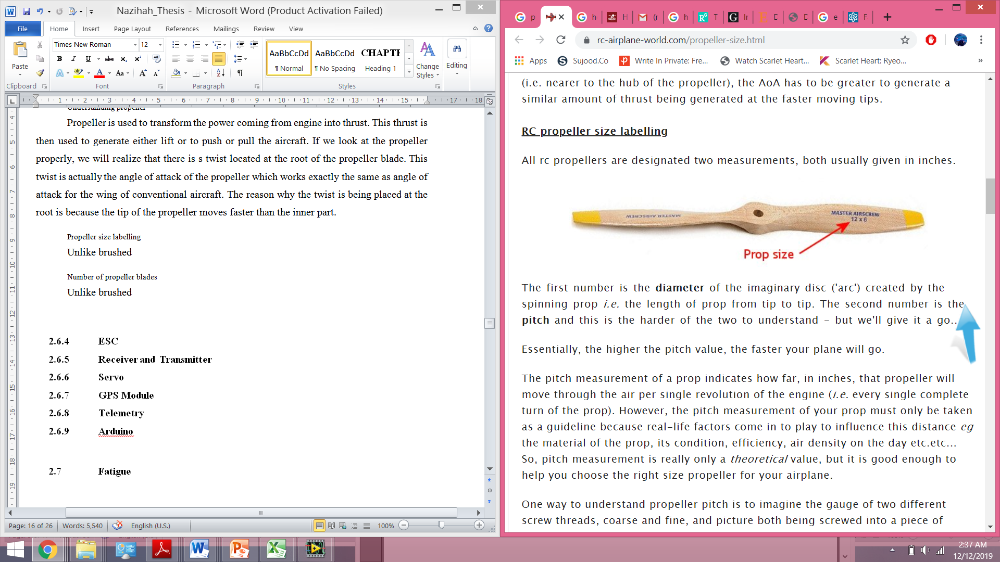 Nazihah_Thesis - Microsoft Word (Product Activation Failed)
File Home Insert Page Layout References Mailings Review View
Times New Roman 12
Paste
Clipboard
Font
Paragraph
AaBbCcDd AaBbCcDd CHAPTE
¶ Normal ¶ No Spacing Heading 1
Styles
Change
Styles
Editing
1 2 3 4 5 6 7 8 9 10 11 12 13 14 15 17 18
Understanding propeller
Propeller is used to transform the power coming from engine into thrust. This thrust is
then used to generate either lift or to push or pull the aircraft. If we look at the propeller
properly, we will realize that there is s twist located at the root of the propeller blade. This
twist is actually the angle of attack of the propeller which works exactly the same as angle of
attack for the wing of conventional aircraft. The reason why the twist is being placed at the
root is because the tip of the propeller moves faster than the inner part.
Propeller size labelling
Unlike brushed
Number of propeller blades
Unlike brushed
2.6.4 ESC
2.6.5 Receiver and Transmitter
2.6.6 Servo
2.6.7 GPS Module
2.6.8 Telemetry
2.6.9 Arduino
2.7 Fatigue
Page: 16 of 26 Words: 5,540 English (U.S.) 100%
rc-airplane-world.com/propeller-size.html
Apps Sujood.Co Write In Private: Fre... Watch Scarlet Heart... Scarlet Heart: Ryeo... »
(i.e. nearer to the hub of the propeller), the AoA has to be greater to generate a
similar amount of thrust being generated at the faster moving tips.
RC propeller size labelling
All rc propellers are designated two measurements, both usually given in inches.
MASTER AIRSCREW
MASTER AIRSCREW
12 x 6
Prop size
The first number is the diameter of the imaginary disc ('arc') created by the
spinning prop i.e. the length of prop from tip to tip. The second number is the
pitch and this is the harder of the two to understand - but we'll give it a go..
Essentially, the higher the pitch value, the faster your plane will go.
The pitch measurement of a prop indicates how far, in inches, that propeller will
move through the air per single revolution of the engine (i.e. every single complete
turn of the prop). However, the pitch measurement of your prop must only be taken
as a guideline because real-life factors come in to play to influence this distance eg
the material of the prop, its condition, efficiency, air density on the day etc.etc...
So, pitch measurement is really only a theoretical value, but it is good enough to
help you choose the right size propeller for your airplane.
One way to understand propeller pitch is to imagine the gauge of two different
screw threads, coarse and fine, and picture both being screwed into a piece of
2:37 AM
12/12/2019